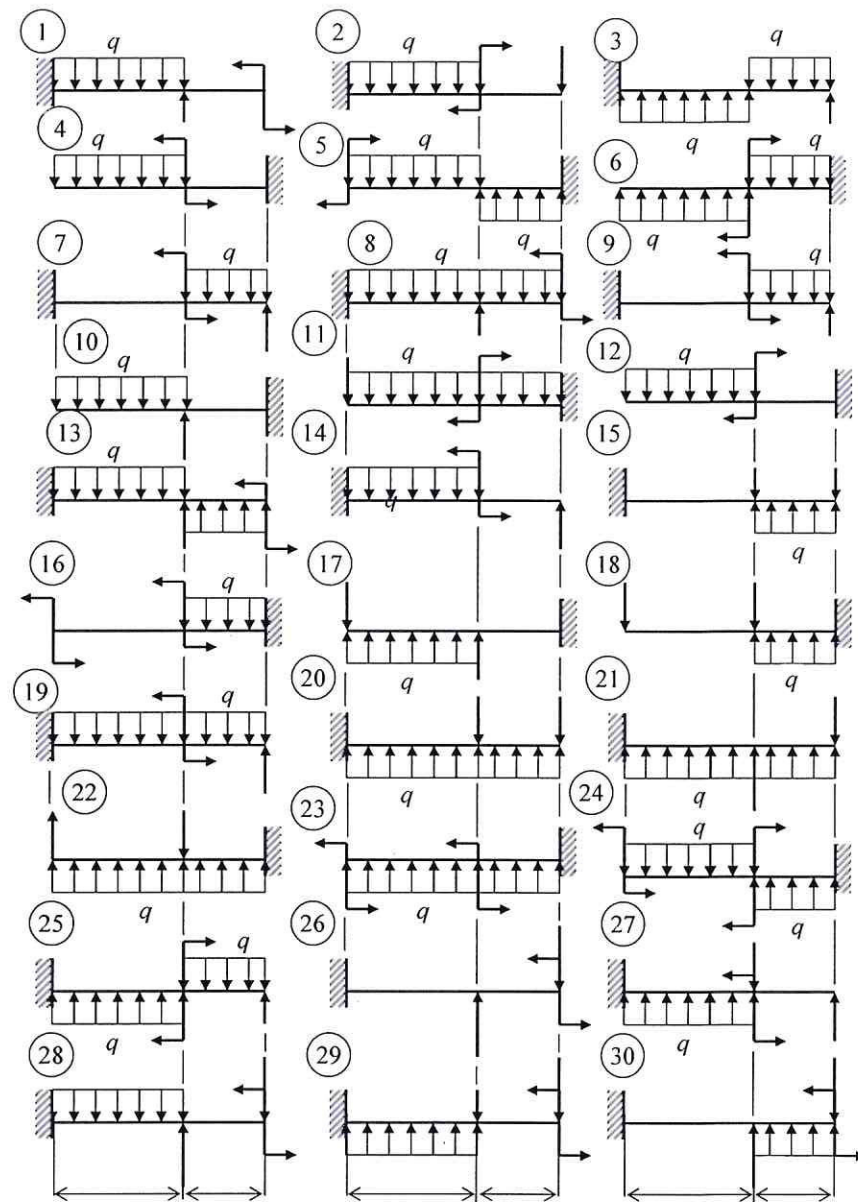 1 q 2 q 3 q
q
4 q 5 q 6 q
q q
7 q 8 q 9 q
10 q 11 q 12 q
13 q 14 q 15
q
16 q 17 q 18
q q
19 q 20 21
q q
22 23 24 q
q q q
25 q 26 27
q q
28 29 30
q q